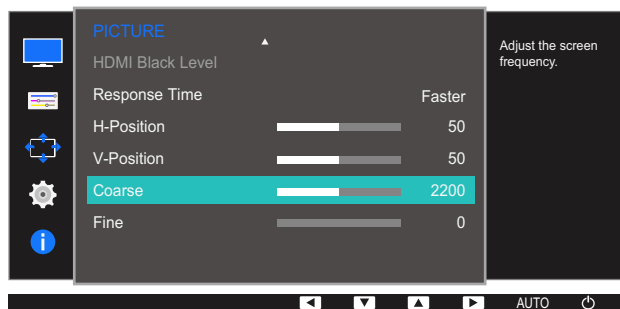 PICTURE
HDMI Black Level
Response Time Faster
H-Position 50
V-Position 50
Coarse 2200
Fine 0
Adjust the screen
frequency.
AUTO